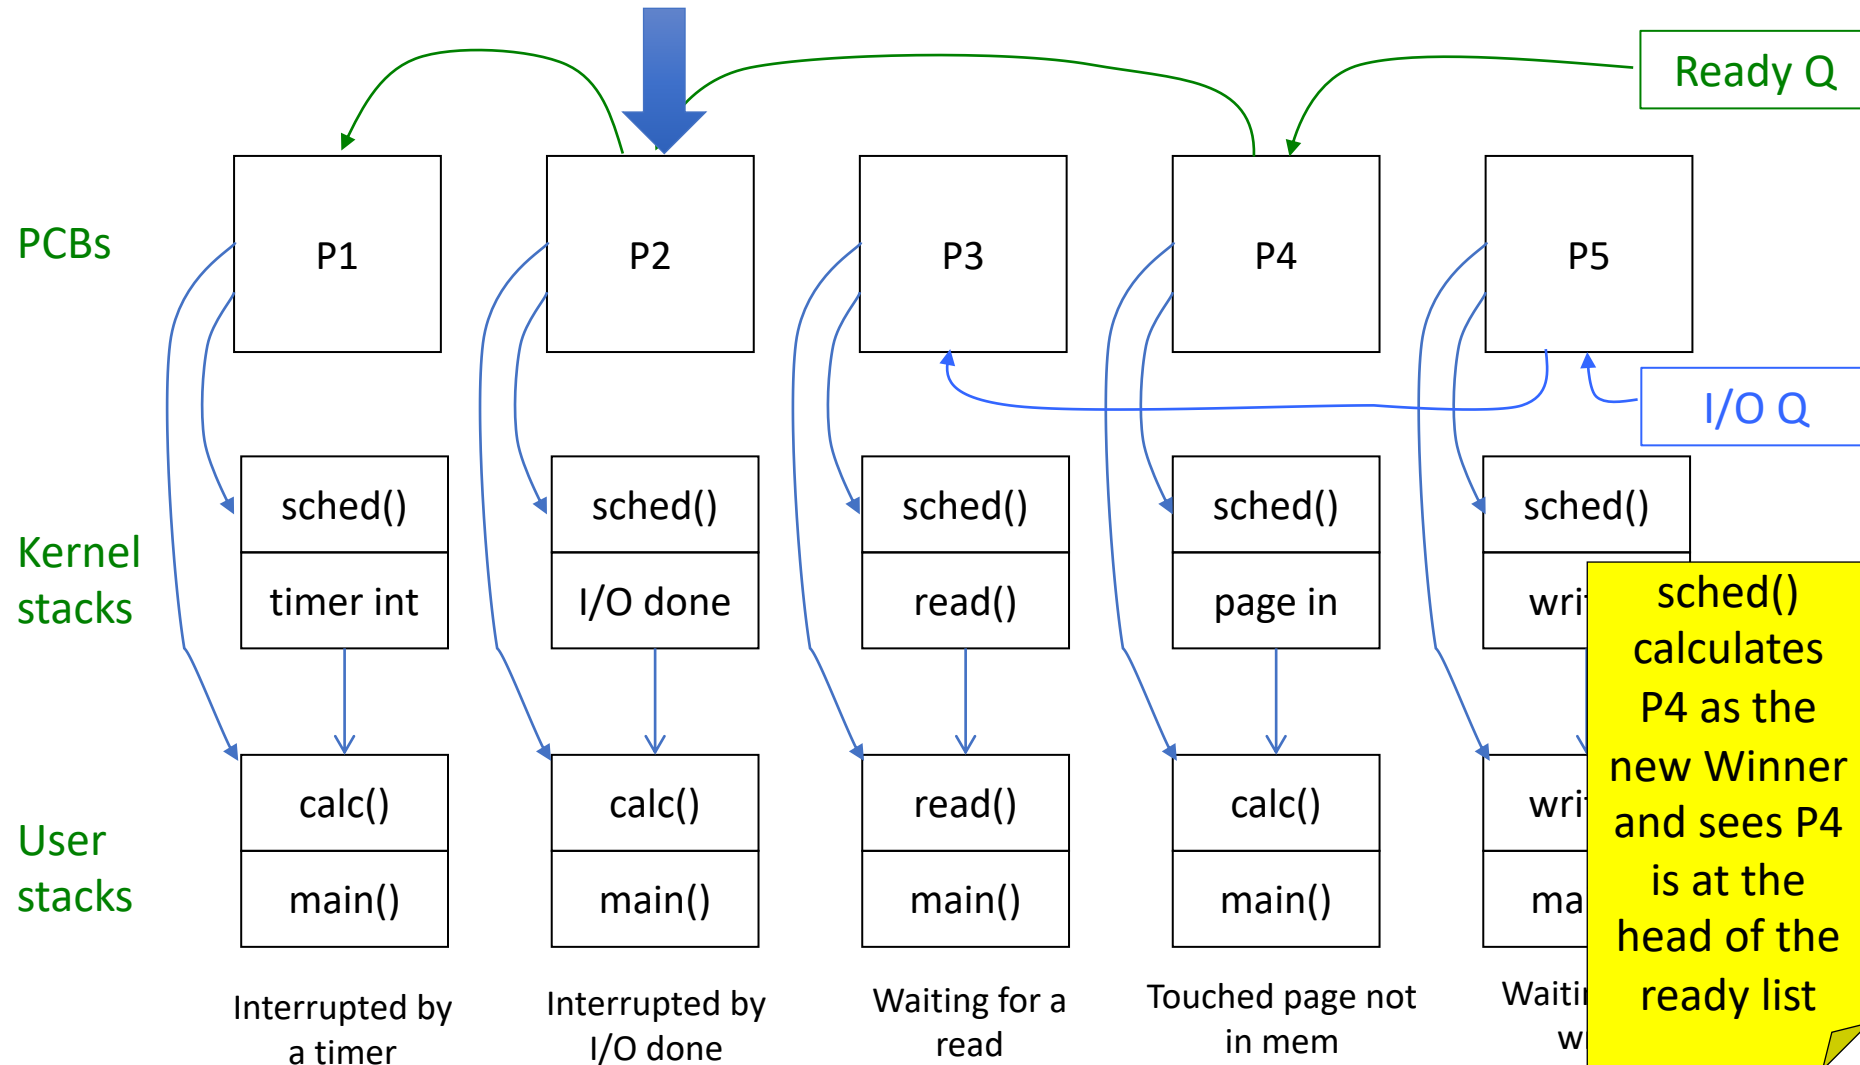 Ready Q
PCBs
P1
P2
P3
P4
P5
I/O Q
Kernel
stacks
sched()
sched()
sched()
sched()
sched()
timer int
I/O done
read()
page in
User
stacks
calc()
calc()
read()
calc()
main()
main()
main()
main()
Interrupted by
a timer
Interrupted by
I/O done
Waiting for a
read
Touched page not
in mem
sched()
calculates
P4 as the
new Winner
and sees P4
is at the
head of the
ready list